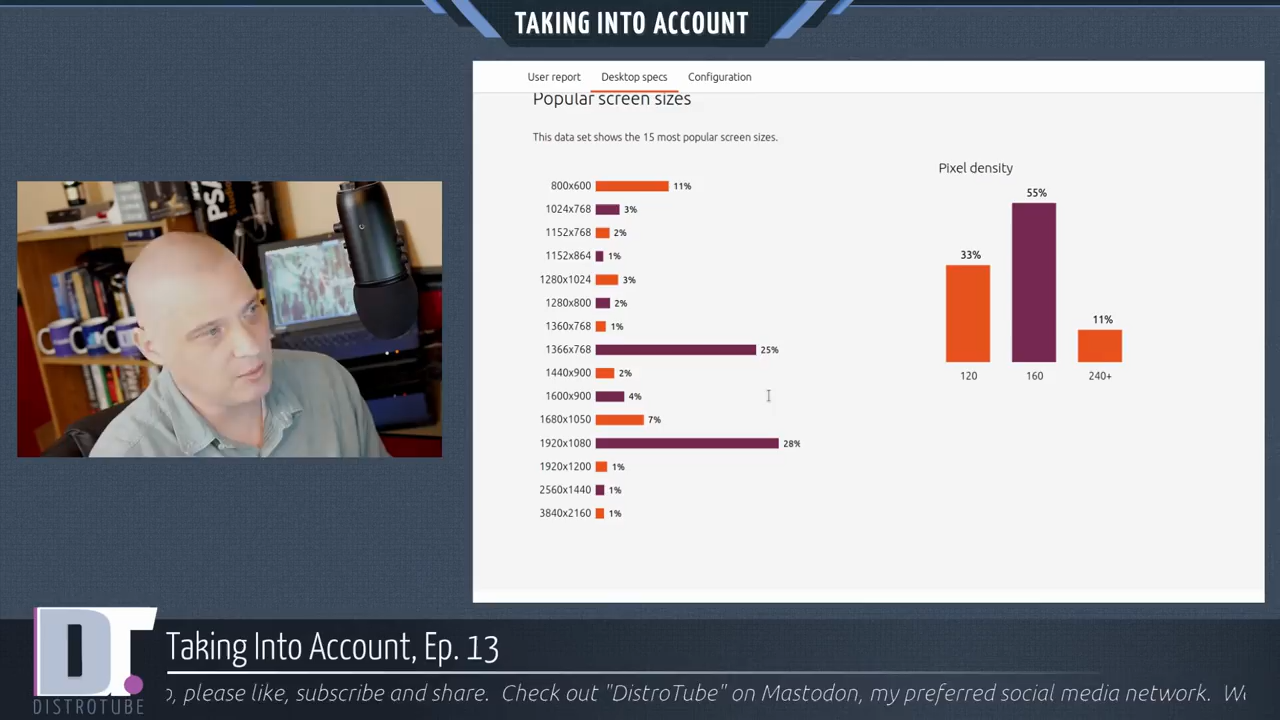 TAKING INTO ACCOUNT
User report Desktop specs Configuration
Popular screen sizes
This data set shows the 15 most popular screen sizes.
800x600 11%
1024x768 3%
1152x768 2%
1152x864 1%
1280x1024 3%
1280x800 2%
1360x768 1%
1366x768 25%
1440x900 2%
1600x900 4%
1680x1050 7%
1920x1080 28%
1920x1200 1%
2560x1440 1%
3840x2160 1%
Pixel density
55%
33%
11%
120 160 240+
DT
DISTROTUBE
Taking Into Account, Ep. 13
please like, subscribe and share. Check out "DistroTube" on Mastodon, my preferred social media network.